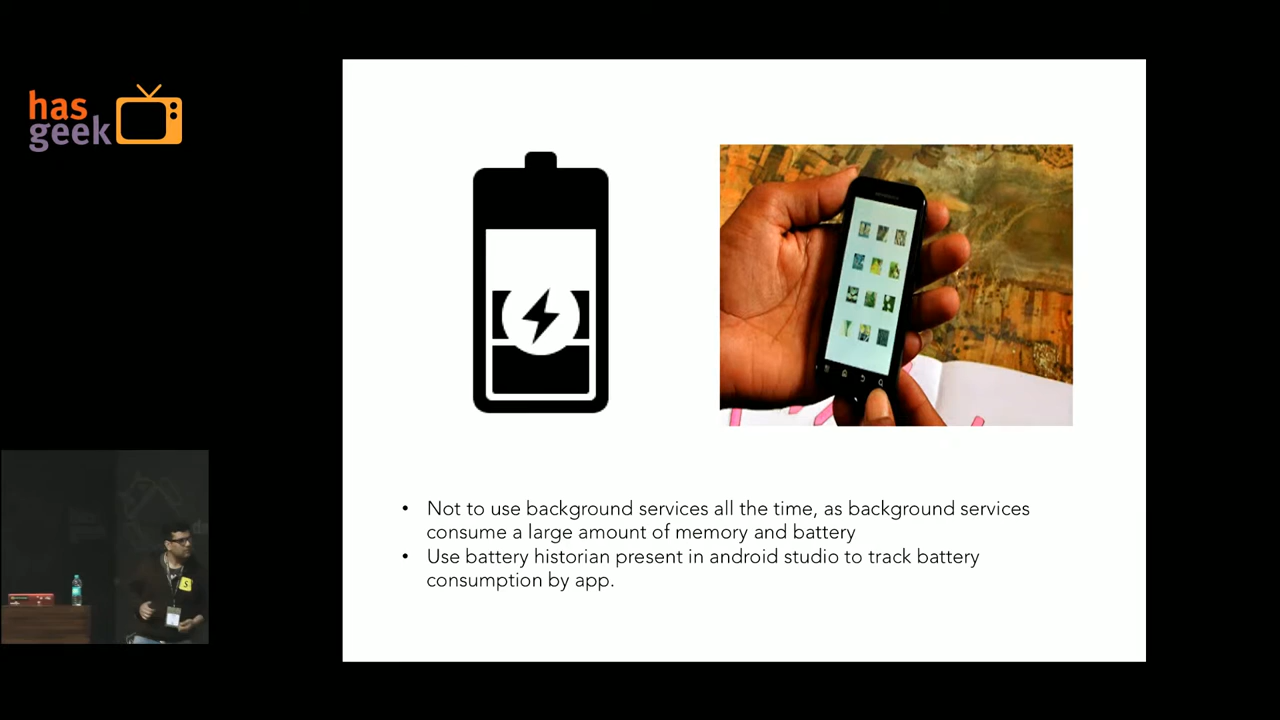 has
geek
• Not to use background services all the time, as background services
consume a large amount of memory and battery
• Use battery historian present in android studio to track battery
consumption by app.